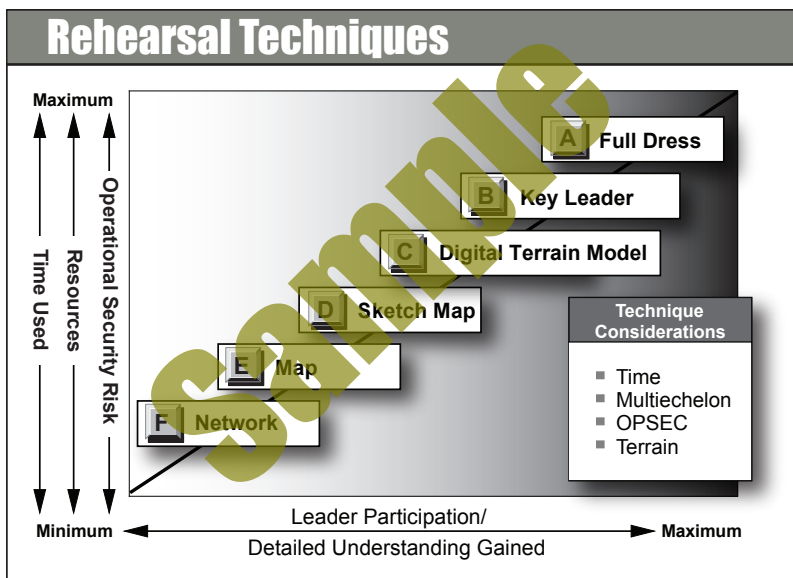 Rehearsal Techniques
Maximum
Time Used
Resources
Operational Security Risk
A Full Dress
B Key Leader
C Digital Terrain Model
D Sketch Map
E Map
F Network
Technique
Considerations
Time
Multiechelon
OPSEC
Terrain
Minimum
Leader Participation/
Detailed Understanding Gained
Maximum
Sample